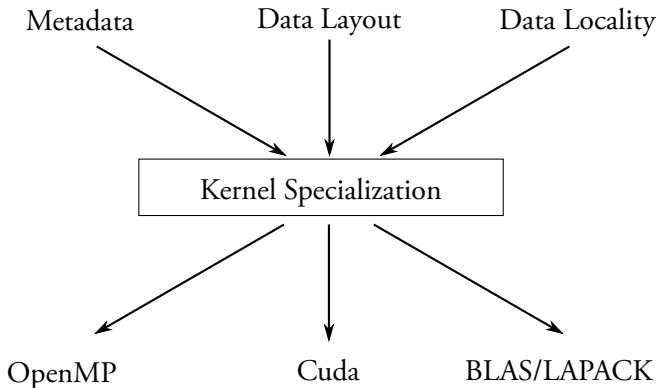 Metadata
Data Layout
Data Locality
Kernel Specialization
OpenMP
Cuda
BLAS/LAPACK